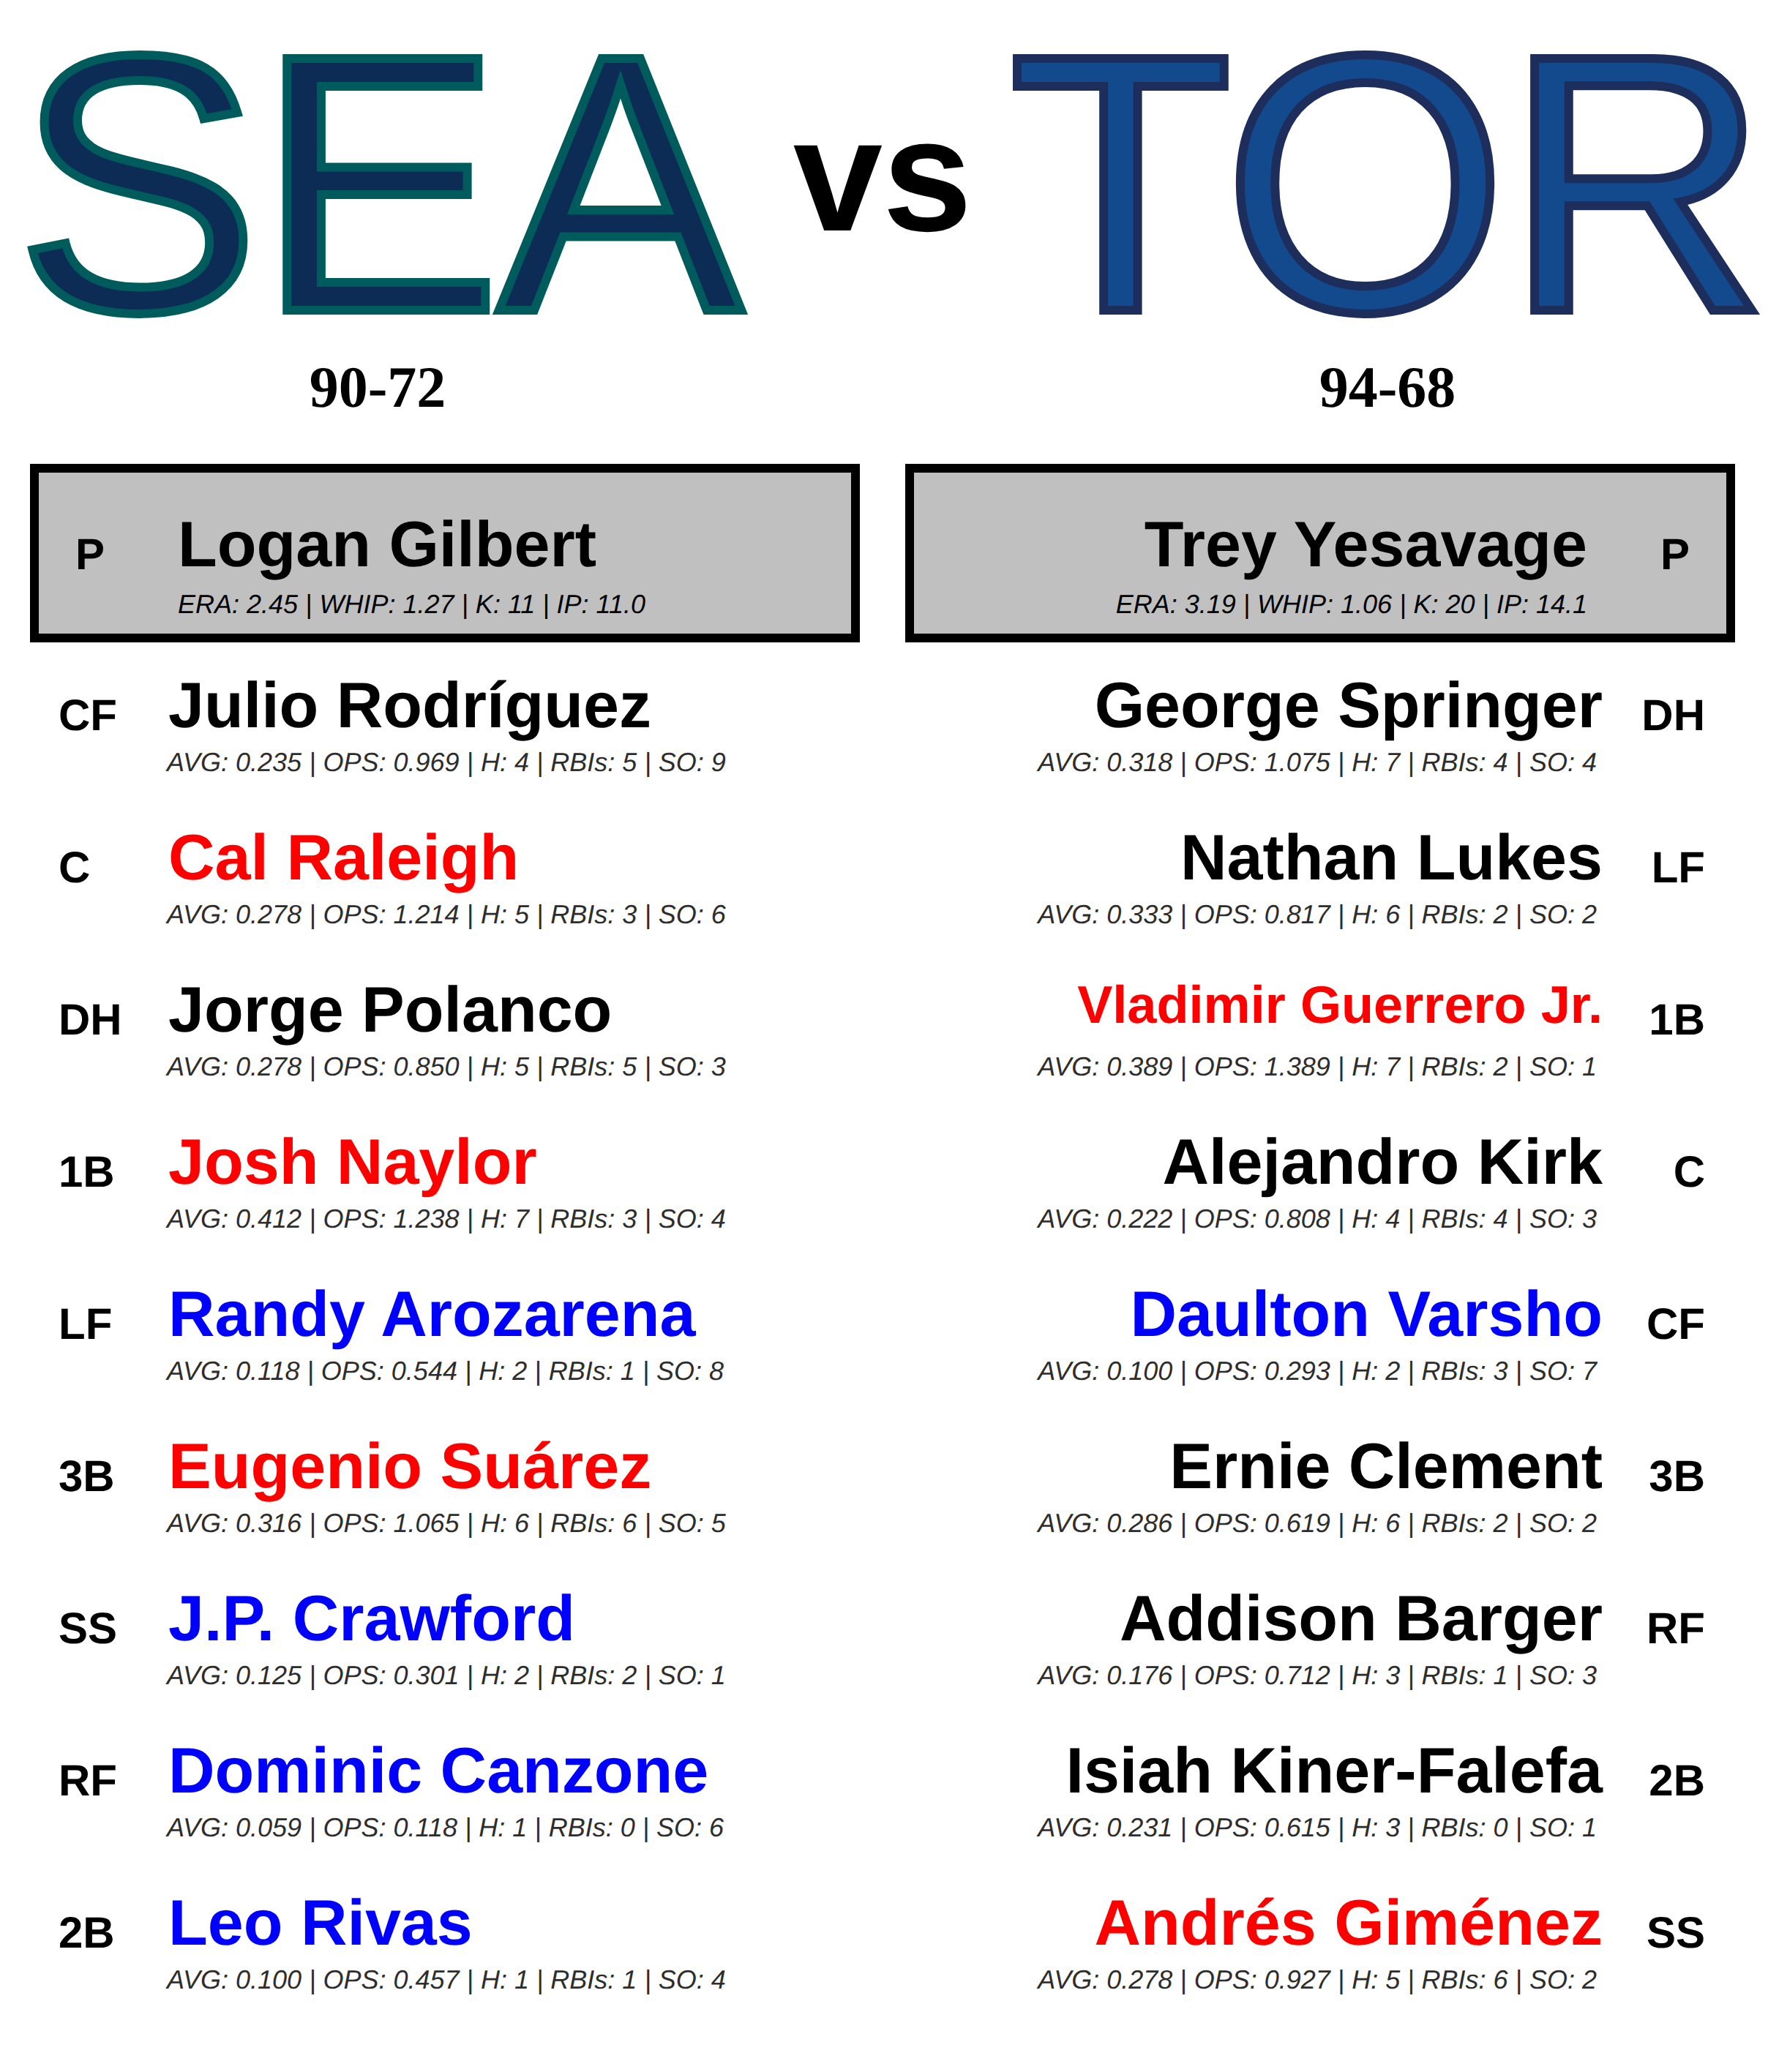 SEA vs TOR
90-72 94-68
P Logan Gilbert
ERA: 2.45 | WHIP: 1.27 | K: 11 | IP: 11.0
Trey Yesavage P
ERA: 3.19 | WHIP: 1.06 | K: 20 | IP: 14.1
CF Julio Rodríguez
AVG: 0.235 | OPS: 0.969 | H: 4 | RBIs: 5 | SO: 9
C Cal Raleigh
AVG: 0.278 | OPS: 1.214 | H: 5 | RBIs: 3 | SO: 6
DH Jorge Polanco
AVG: 0.278 | OPS: 0.850 | H: 5 | RBIs: 5 | SO: 3
1B Josh Naylor
AVG: 0.412 | OPS: 1.238 | H: 7 | RBIs: 3 | SO: 4
LF Randy Arozarena
AVG: 0.118 | OPS: 0.544 | H: 2 | RBIs: 1 | SO: 8
3B Eugenio Suárez
AVG: 0.316 | OPS: 1.065 | H: 6 | RBIs: 6 | SO: 5
SS J.P. Crawford
AVG: 0.125 | OPS: 0.301 | H: 2 | RBIs: 2 | SO: 1
RF Dominic Canzone
AVG: 0.059 | OPS: 0.118 | H: 1 | RBIs: 0 | SO: 6
2B Leo Rivas
AVG: 0.100 | OPS: 0.457 | H: 1 | RBIs: 1 | SO: 4
George Springer DH
AVG: 0.318 | OPS: 1.075 | H: 7 | RBIs: 4 | SO: 4
Nathan Lukes LF
AVG: 0.333 | OPS: 0.817 | H: 6 | RBIs: 2 | SO: 2
Vladimir Guerrero Jr. 1B
AVG: 0.389 | OPS: 1.389 | H: 7 | RBIs: 2 | SO: 1
Alejandro Kirk C
AVG: 0.222 | OPS: 0.808 | H: 4 | RBIs: 4 | SO: 3
Daulton Varsho CF
AVG: 0.100 | OPS: 0.293 | H: 2 | RBIs: 3 | SO: 7
Ernie Clement 3B
AVG: 0.286 | OPS: 0.619 | H: 6 | RBIs: 2 | SO: 2
Addison Barger RF
AVG: 0.176 | OPS: 0.712 | H: 3 | RBIs: 1 | SO: 3
Isiah Kiner-Falefa 2B
AVG: 0.231 | OPS: 0.615 | H: 3 | RBIs: 0 | SO: 1
Andrés Giménez SS
AVG: 0.278 | OPS: 0.927 | H: 5 | RBIs: 6 | SO: 2